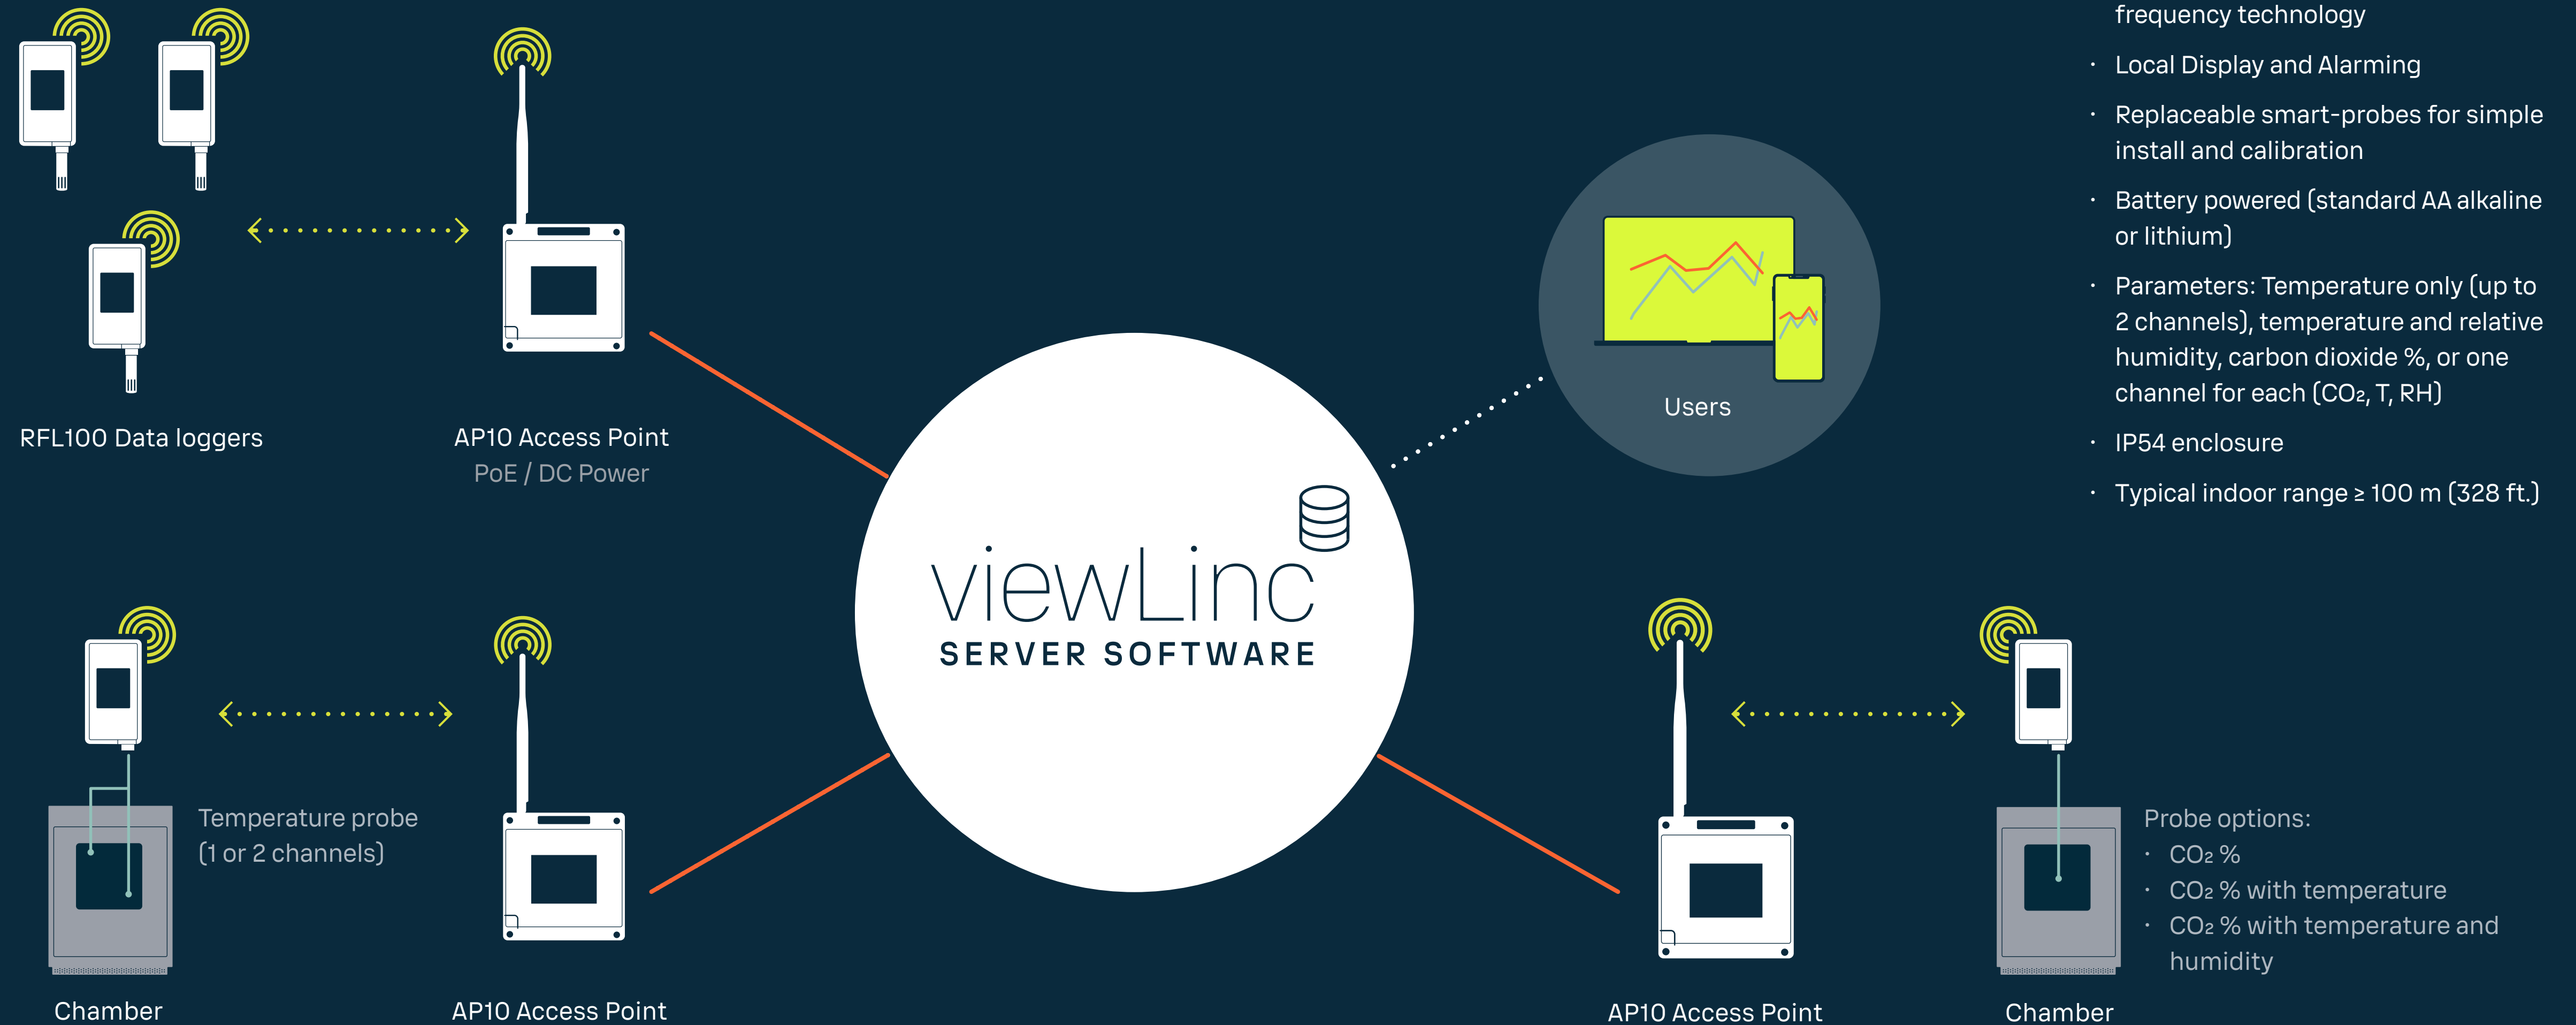 frequency technology
· Local Display and Alarming
· Replaceable smart-probes for simple
install and calibration
· Battery powered (standard AA alkaline
or lithium)
· Parameters: Temperature only (up to
2 channels), temperature and relative
humidity, carbon dioxide %, or one
channel for each (CO₂, T, RH)
· IP54 enclosure
· Typical indoor range ≥ 100 m (328 ft.)
Users
RFL100 Data loggers
AP10 Access Point
PoE / DC Power
viewLinc
SERVER SOFTWARE
Temperature probe
(1 or 2 channels)
Chamber
AP10 Access Point
AP10 Access Point
Probe options:
· CO₂ %
· CO₂ % with temperature
· CO₂ % with temperature and
humidity
Chamber